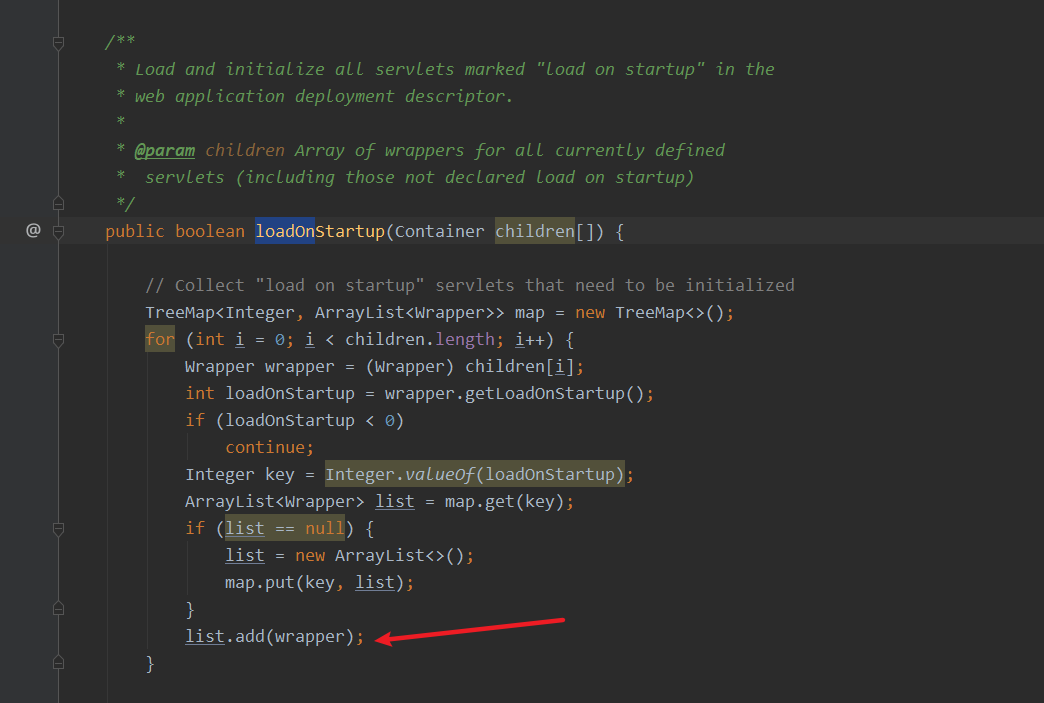 /**
 * Load and initialize all servlets marked "load on startup" in the
 * web application deployment descriptor.
 *
 * @param children Array of wrappers for all currently defined
 *  servlets (including those not declared load on startup)
 */
@ public boolean loadOnStartup(Container children[]) {
// Collect "load on startup" servlets that need to be initialized
TreeMap<Integer, ArrayList<Wrapper>> map = new TreeMap<>();
for (int i = 0; i < children.length; i++) {
Wrapper wrapper = (Wrapper) children[i];
int loadOnStartup = wrapper.getLoadOnStartup();
if (loadOnStartup < 0)
continue;
Integer key = Integer.valueOf(loadOnStartup);
ArrayList<Wrapper> list = map.get(key);
if (list == null) {
list = new ArrayList<>();
map.put(key, list);
}
list.add(wrapper);
}